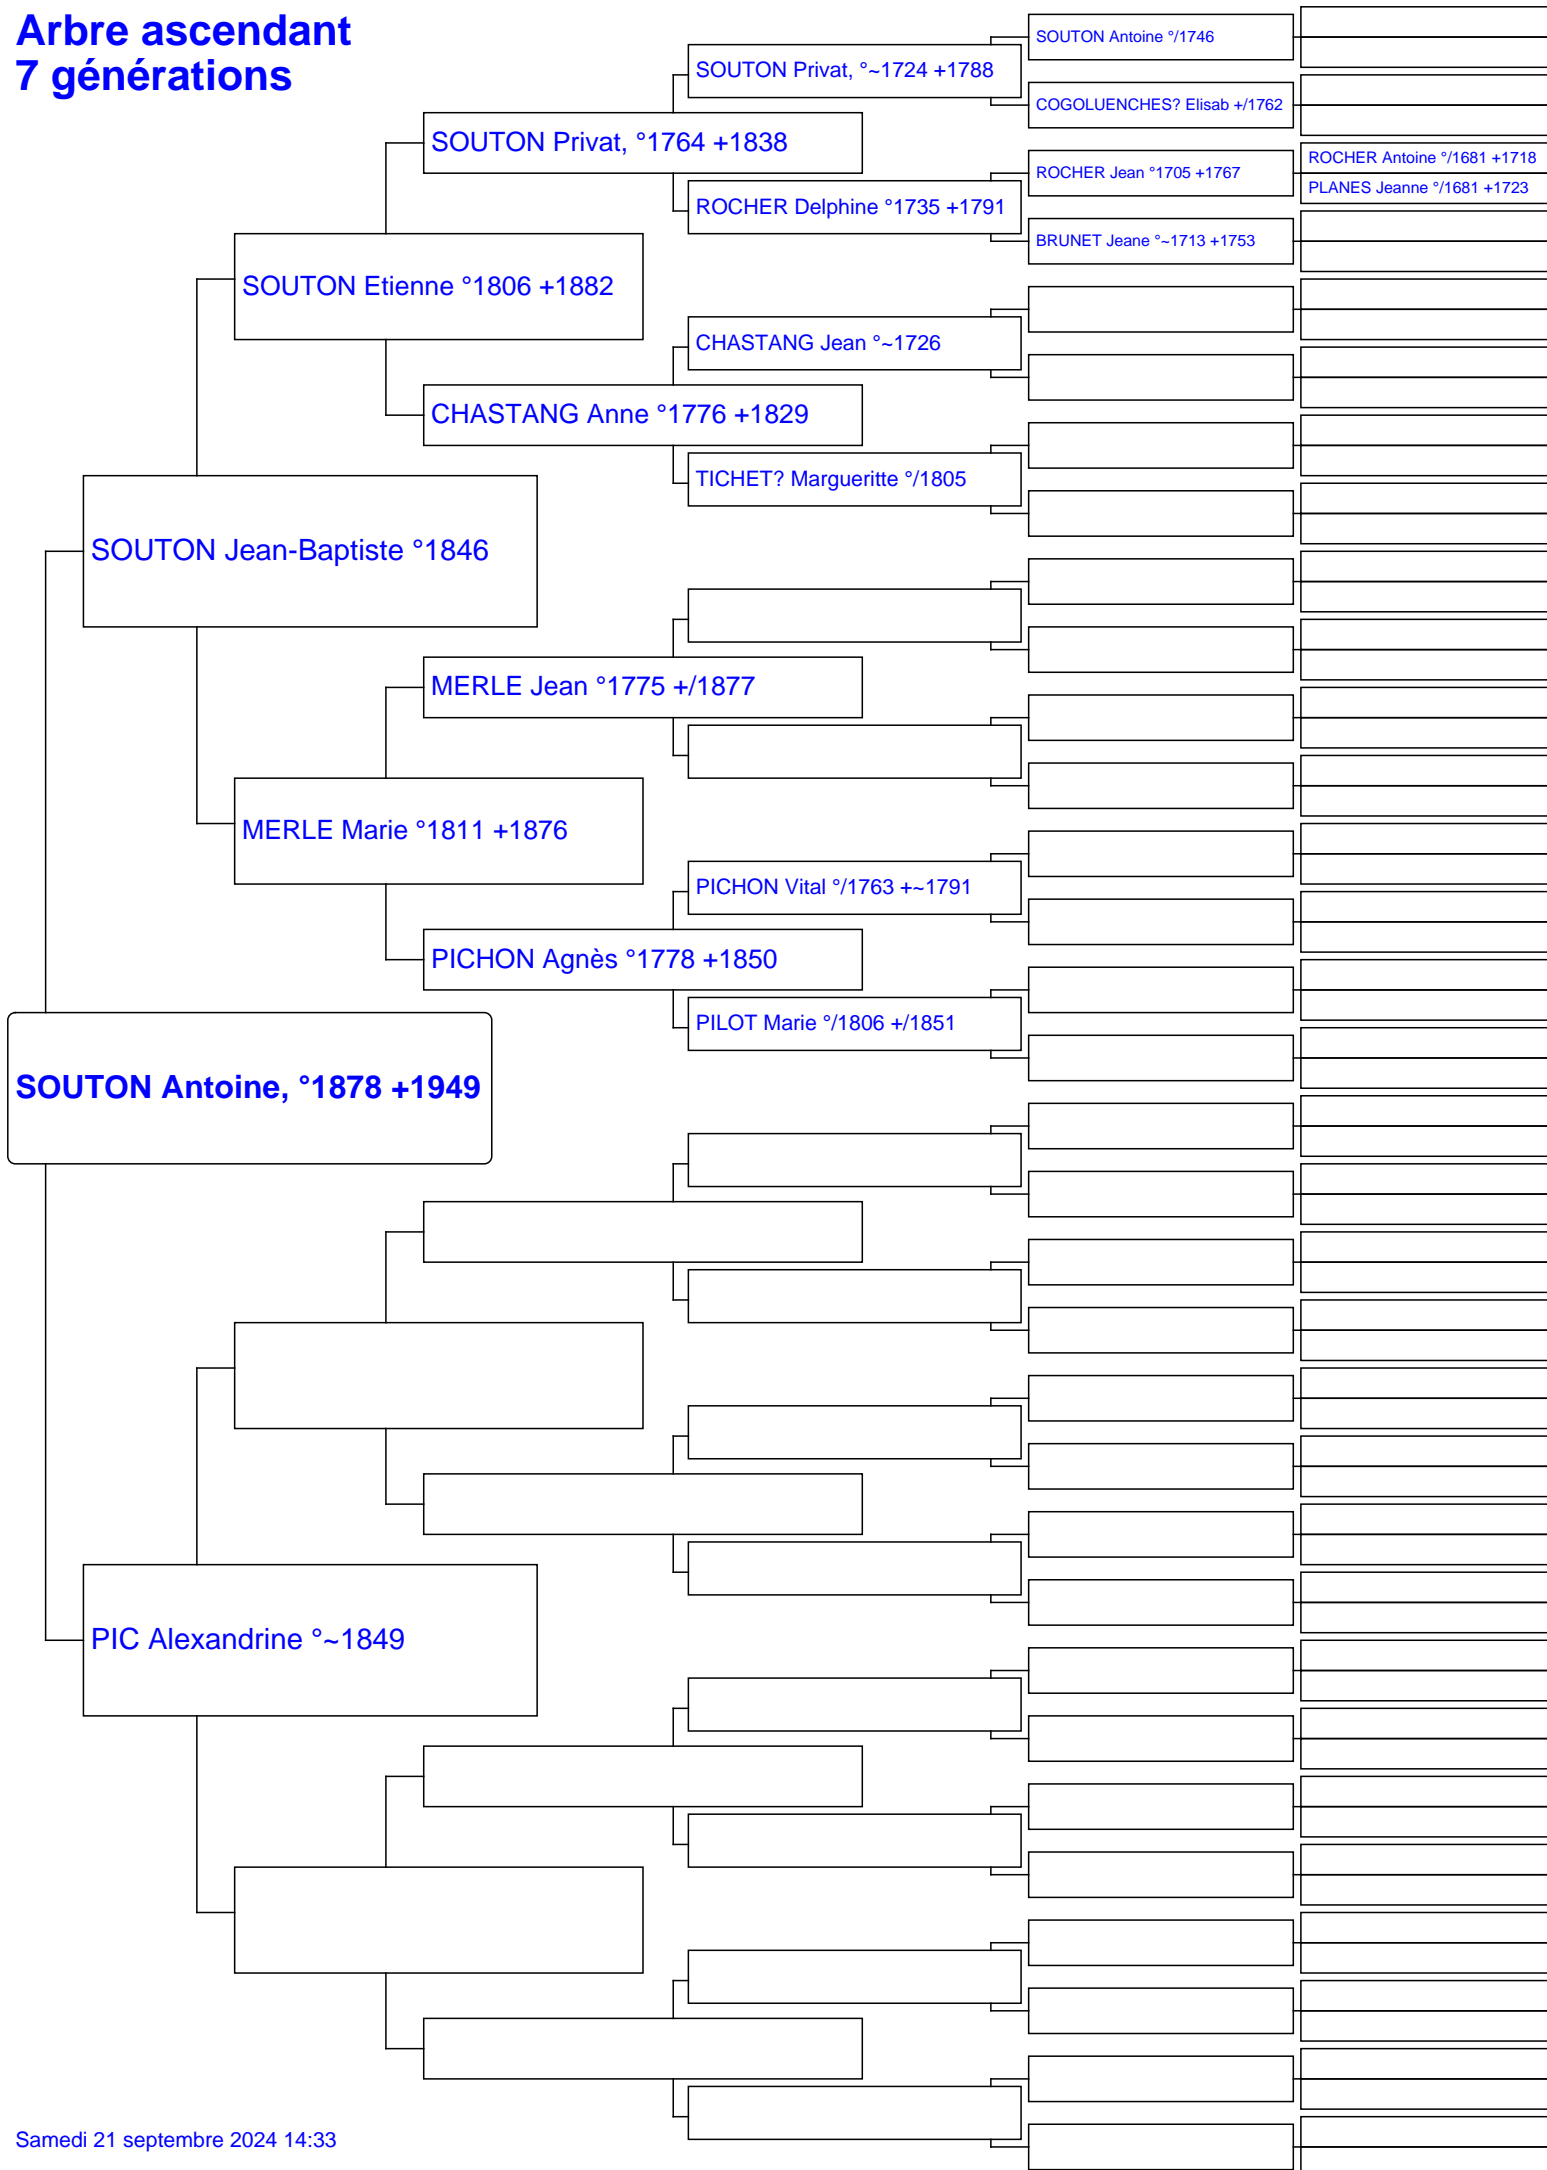 Arbre ascendant
7 générations
SOUTON Antoine °/1746
SOUTON Privat, °~1724 +1788
COGOLUENCHES? Elisab +/1762
SOUTON Privat, °1764 +1838
ROCHER Antoine °/1681 +1718
ROCHER Jean °1705 +1767
PLANES Jeanne °/1681 +1723
ROCHER Delphine °1735 +1791
BRUNET Jeane °~1713 +1753
SOUTON Etienne °1806 +1882
CHASTANG Jean °~1726
CHASTANG Anne °1776 +1829
TICHET? Margueritte °/1805
SOUTON Jean-Baptiste °1846
MERLE Jean °1775 +/1877
MERLE Marie °1811 +1876
PICHON Vital °/1763 +~1791
PICHON Agnès °1778 +1850
PILOT Marie °/1806 +/1851
SOUTON Antoine, °1878 +1949
PIC Alexandrine °~1849
Samedi 21 septembre 2024 14:33